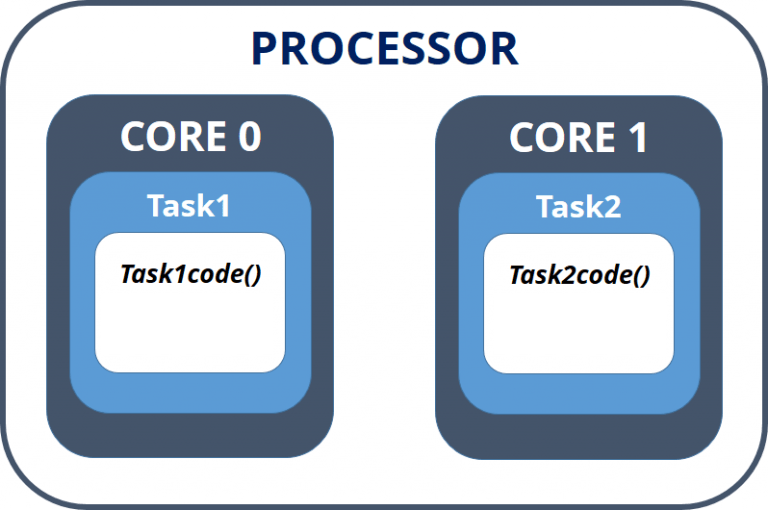 PROCESSOR
CORE 0
Task1
Task1code()
CORE 1
Task2
Task2code()